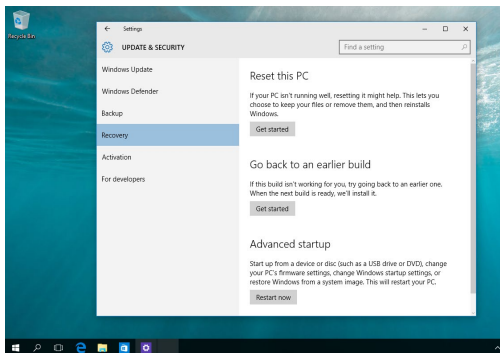 Recycle Bin
Settings
UPDATE & SECURITY
Find a setting
Windows Update
Windows Defender
Backup
Recovery
Activation
For developers
Reset this PC
If your PC isn't running well, resetting it might help. This lets you
choose to keep your files or remove them, and then reinstalls
Windows.
Get started
Go back to an earlier build
If this build isn't working for you, try going back to an earlier one.
When the next build is ready, we'll install it.
Get started
Advanced startup
Start up from a device or disc (such as a USB drive or DVD), change
your PC's firmware settings, change Windows startup settings, or
restore Windows from a system image. This will restart your PC.
Restart now